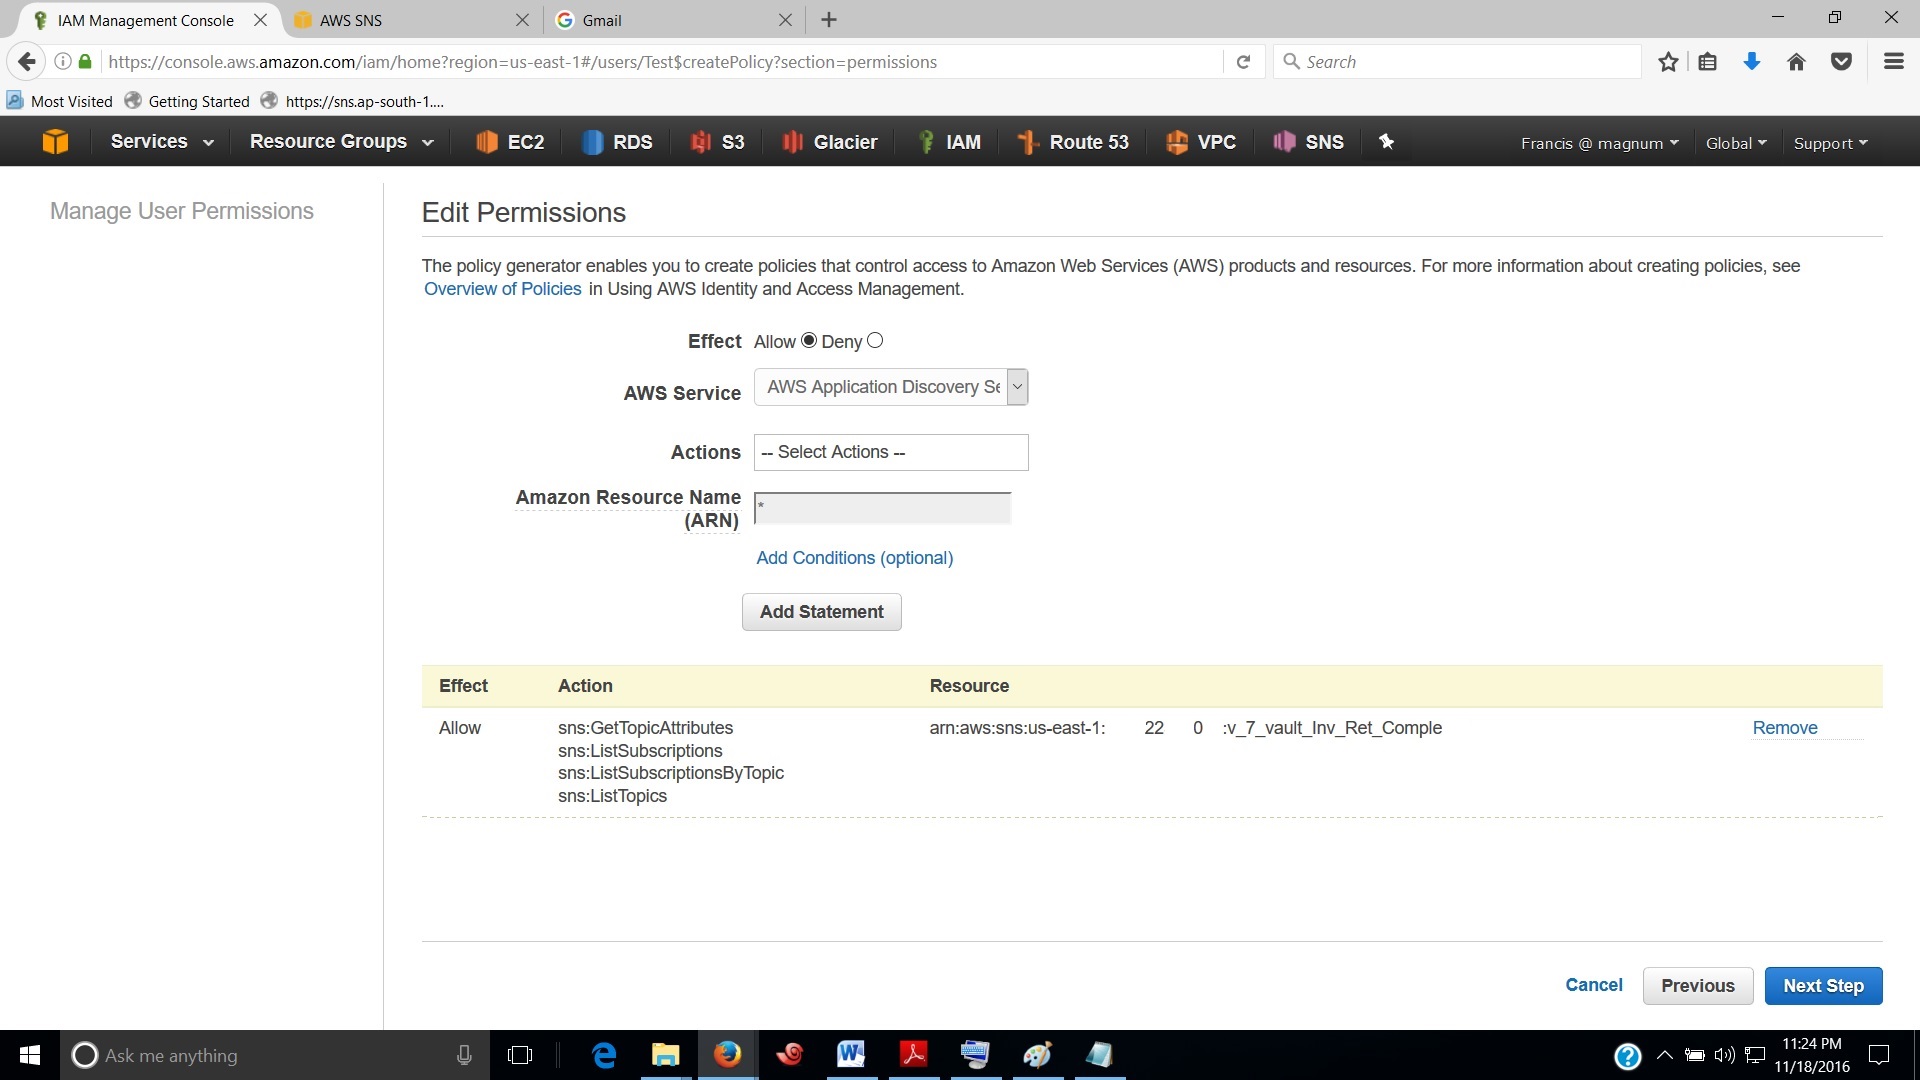 IAM Management Console
AWS SNS
Gmail
https://console.aws.amazon.com/iam/home?region=us-east-1#/users/Test$createPolicy?section=permissions
Search
Most Visited
Getting Started
https://sns.ap-south-1....
Services
Resource Groups
EC2
RDS
S3
Glacier
IAM
Route 53
VPC
SNS
Francis @ magnum
Global
Support
Manage User Permissions
Edit Permissions
The policy generator enables you to create policies that control access to Amazon Web Services (AWS) products and resources. For more information about creating policies, see
Overview of Policies in Using AWS Identity and Access Management.
Effect Allow Deny
AWS Service AWS Application Discovery Se
Actions -- Select Actions --
Amazon Resource Name
(ARN)
*
Add Conditions (optional)
Add Statement
Effect Action Resource
Allow sns:GetTopicAttributes arn:aws:sns:us-east-1: 22 0 :v_7_vault_Inv_Ret_Comple Remove
sns:ListSubscriptions
sns:ListSubscriptionsByTopic
sns:ListTopics
Cancel
Previous
Next Step
Ask me anything
11:24 PM
11/18/2016